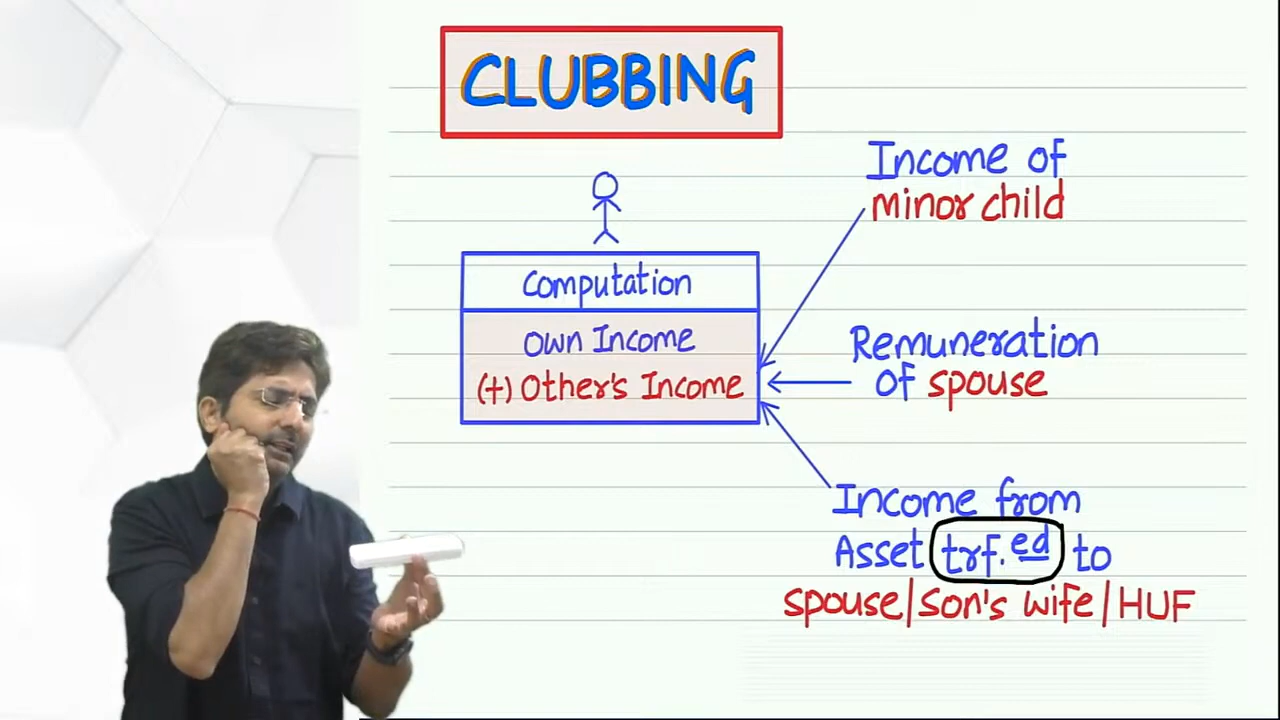 CLUBBING
Computation
Own Income
(+) Other's Income
Income of
minor child
Remuneration
of spouse
Income from
Asset trf.ed to
spouse/son's wife/HUF